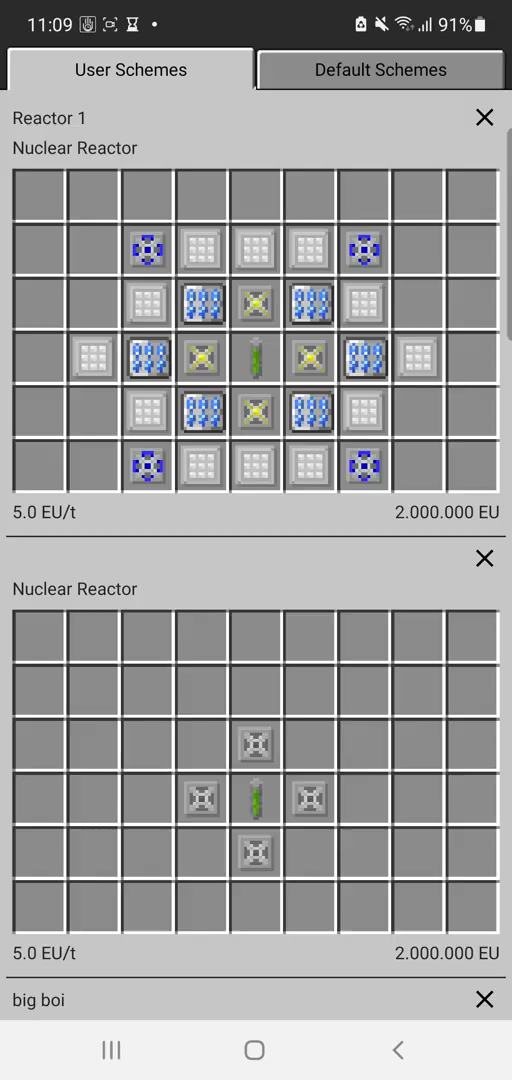 11:09 91%
User Schemes Default Schemes
Reactor 1
Nuclear Reactor
5.0 EU/t 2.000.000 EU
Nuclear Reactor
5.0 EU/t 2.000.000 EU
big boi